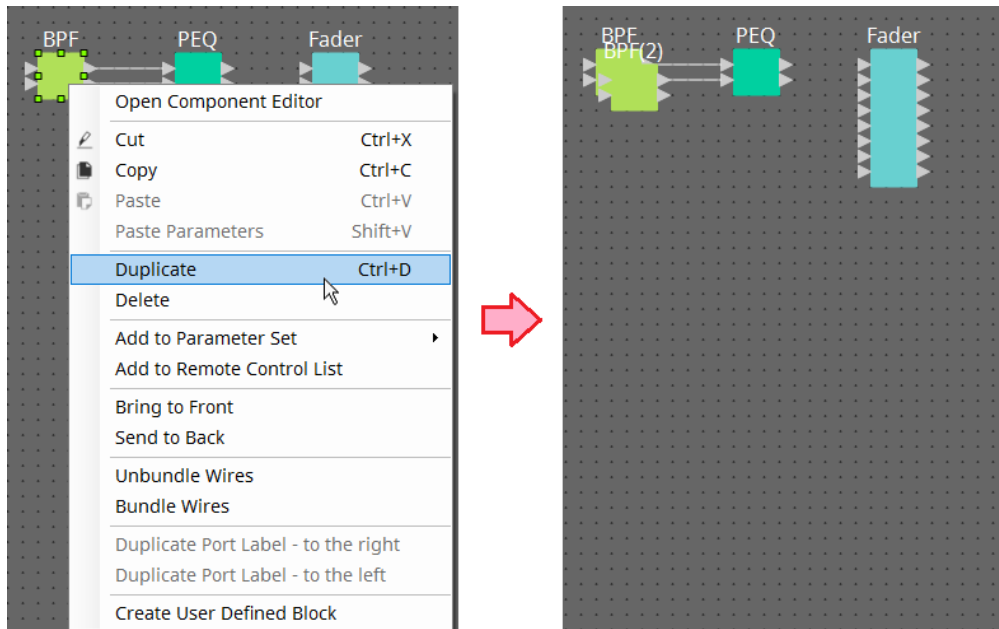 BPF PEQ Fader
Open Component Editor
Cut Ctrl+X
Copy Ctrl+C
Paste Ctrl+V
Paste Parameters Shift+V
Duplicate Ctrl+D
Delete
Add to Parameter Set
Add to Remote Control List
Bring to Front
Send to Back
Unbundle Wires
Bundle Wires
Duplicate Port Label - to the right
Duplicate Port Label - to the left
Create User Defined Block
BPF PEQ Fader
BPF(2)